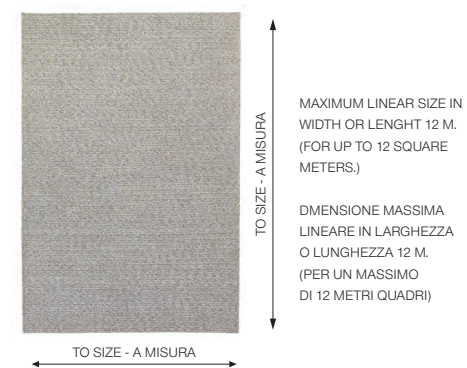 TO SIZE - A MISURA
MAXIMUM LINEAR SIZE IN
WIDTH OR LENGHT 12 M.
(FOR UP TO 12 SQUARE
METERS.)
DMENSIONE MASSIMA
LINEARE IN LARGHEZZA
O LUNGHEZZA 12 M.
(PER UN MASSIMO
DI 12 METRI QUADRI)
TO SIZE - A MISURA